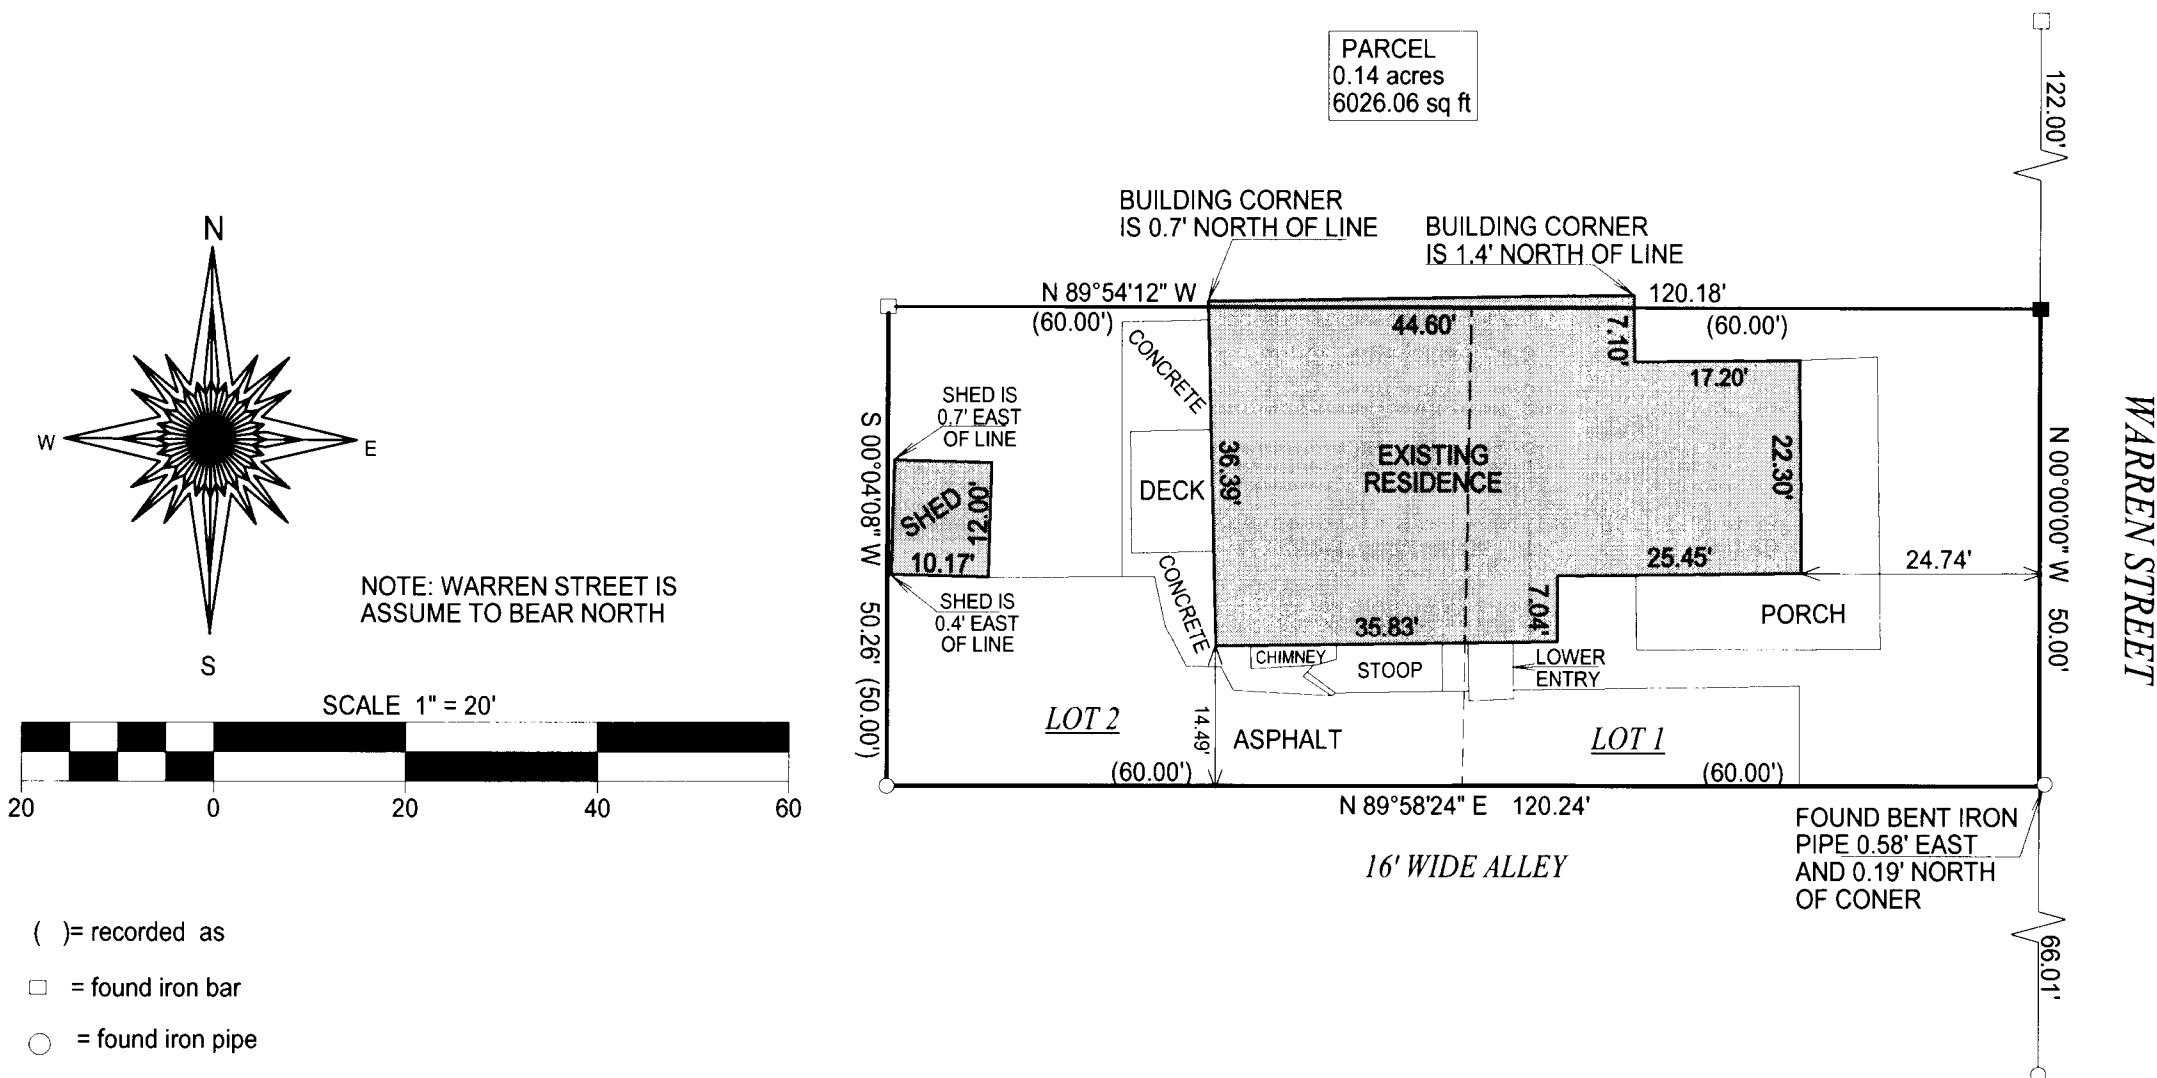 PARCEL
0.14 acres
6026.06 sq ft
122.00'
BUILDING CORNER
IS 0.7' NORTH OF LINE
BUILDING CORNER
IS 1.4' NORTH OF LINE
N
W
E
S
NOTE: WARREN STREET IS
ASSUME TO BEAR NORTH
SCALE 1" = 20'
20 0 20 40 60
N 89°54'12" W 120.18'
(60.00')
(60.00')
44.60'
7.10'
17.20'
CONCRETE
SHED IS
0.7' EAST
OF LINE
S 00°04'08" W 50.26' (50.00')
SHED
12.00'
10.17'
SHED IS
0.4' EAST
OF LINE
DECK
36.39'
EXISTING
RESIDENCE
22.30'
25.45'
24.74'
N 00°00'00" W 50.00'
WARREN STREET
CONCRETE
35.83'
7.04'
PORCH
CHIMNEY
STOOP
LOWER
ENTRY
LOT 2
14.49'
ASPHALT
LOT 1
(60.00')
(60.00')
N 89°58'24" E 120.24'
16' WIDE ALLEY
FOUND BENT IRON
PIPE 0.58' EAST
AND 0.19' NORTH
OF CONER
66.01'
( )= recorded as
= found iron bar
= found iron pipe